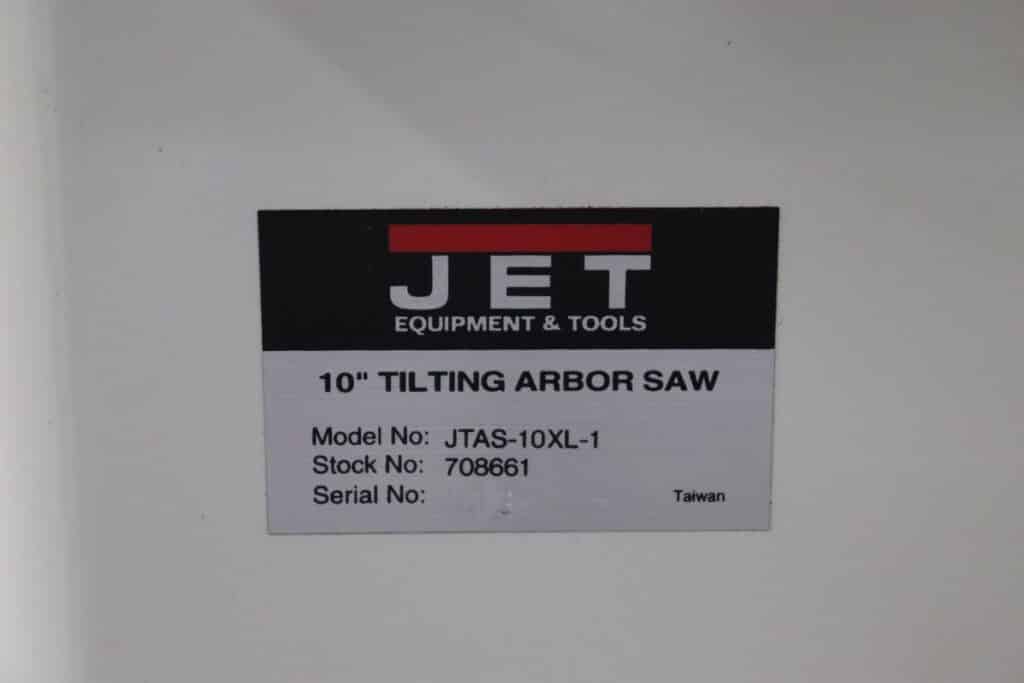 JET
EQUIPMENT & TOOLS
10" TILTING ARBOR SAW
Model No: JTAS-10XL-1
Stock No: 708661
Serial No:
Taiwan